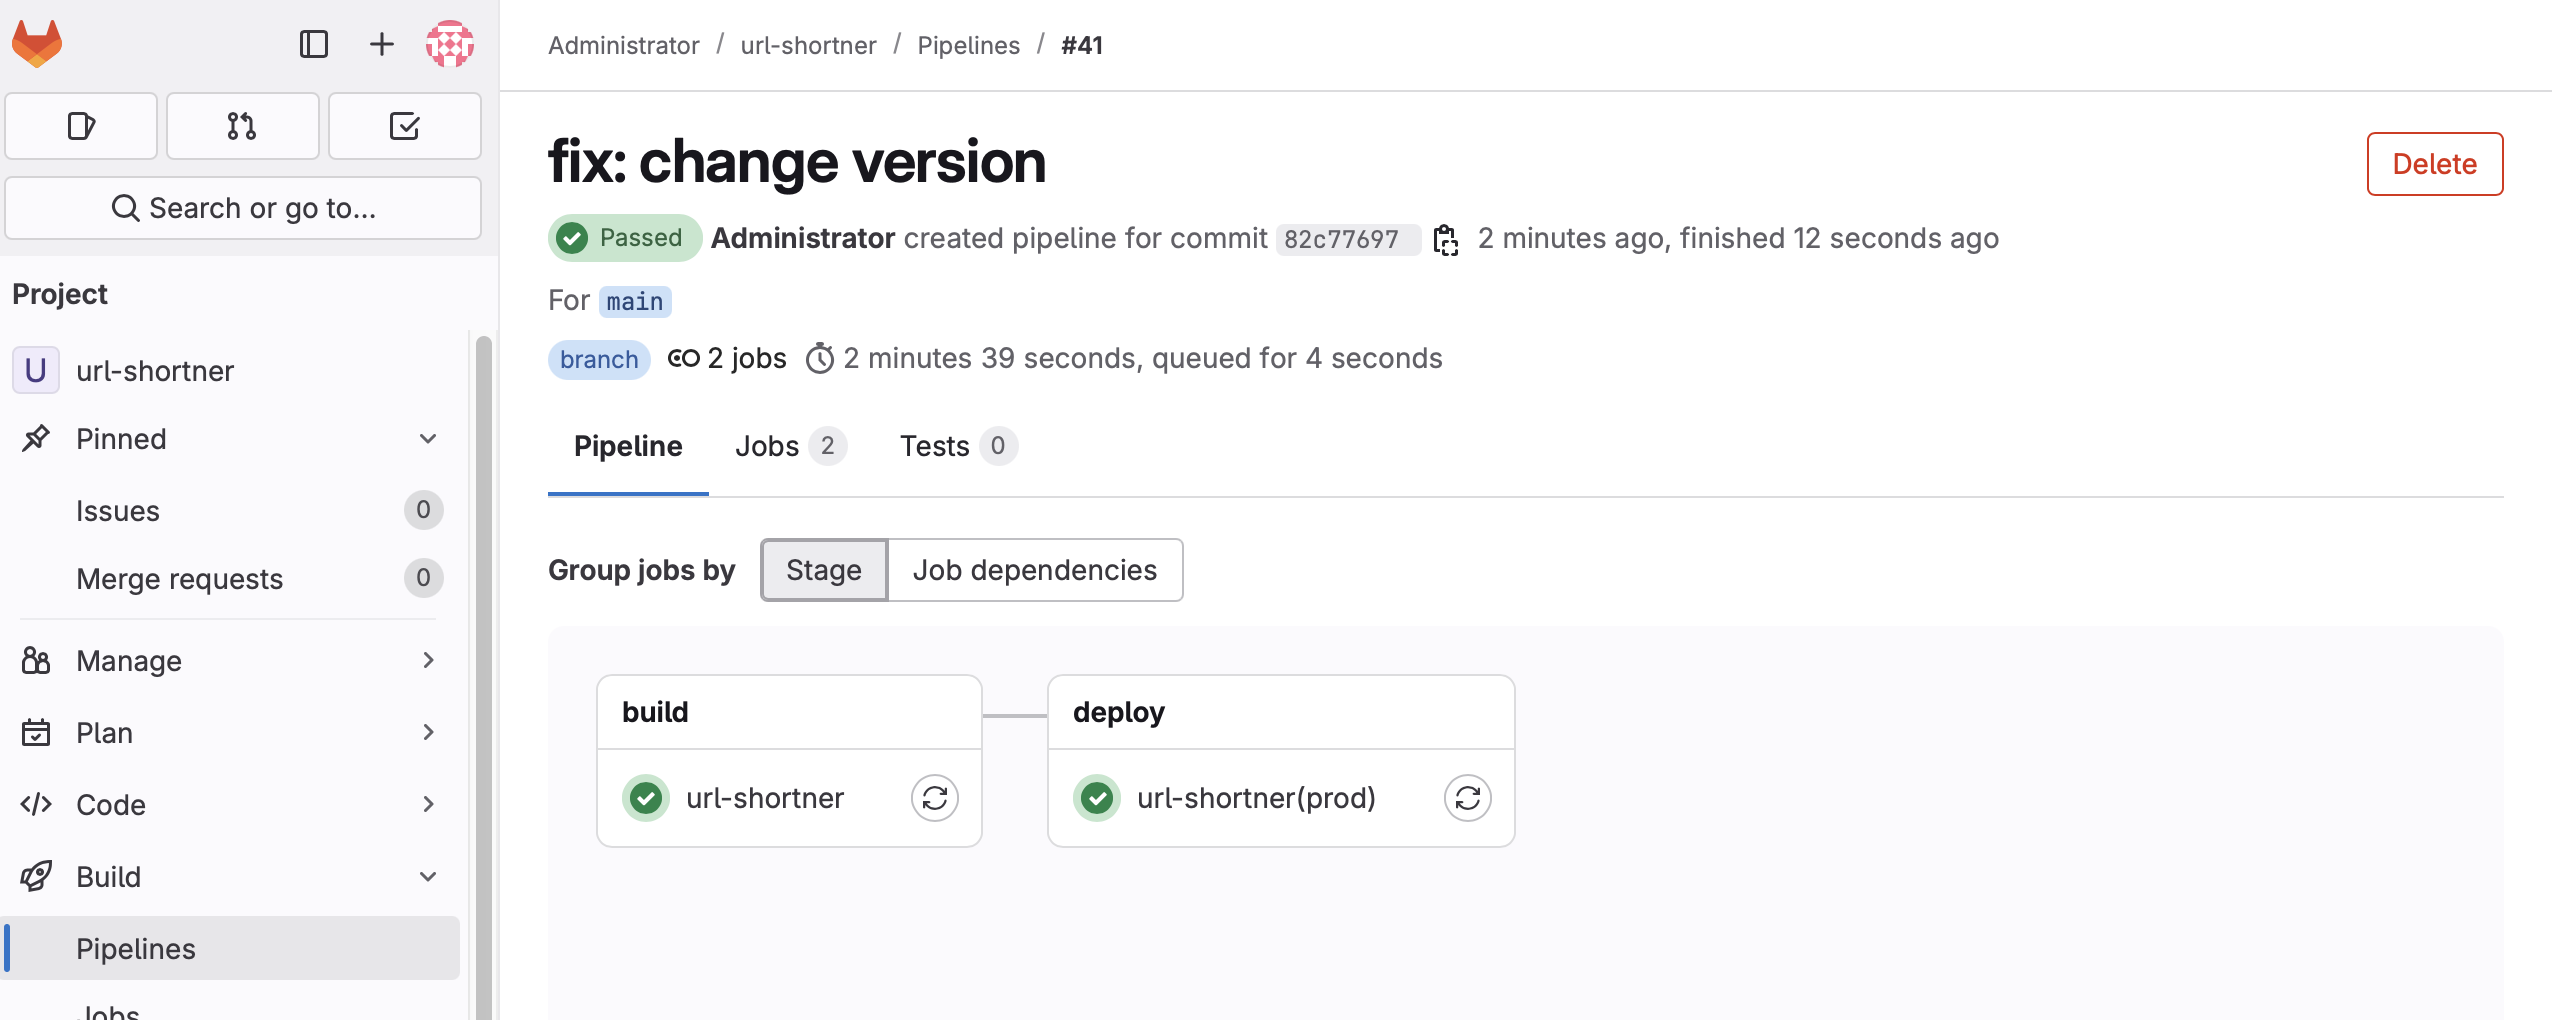 Administrator / url-shortner / Pipelines / #41
Search or go to...
Project
U url-shortner
Pinned
Issues 0
Merge requests 0
Manage
Plan
Code
Build
Pipelines
Jobs
fix: change version
Delete
Passed Administrator created pipeline for commit 82c77697 2 minutes ago, finished 12 seconds ago
For main
branch 2 jobs 2 minutes 39 seconds, queued for 4 seconds
Pipeline Jobs 2 Tests 0
Group jobs by Stage Job dependencies
build
url-shortner
deploy
url-shortner(prod)